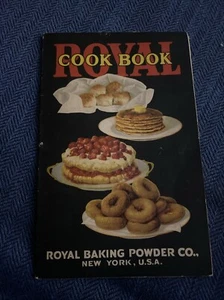 ROYAL
COOK BOOK
ROYAL BAKING POWDER CO.,
NEW YORK, U.S.A.